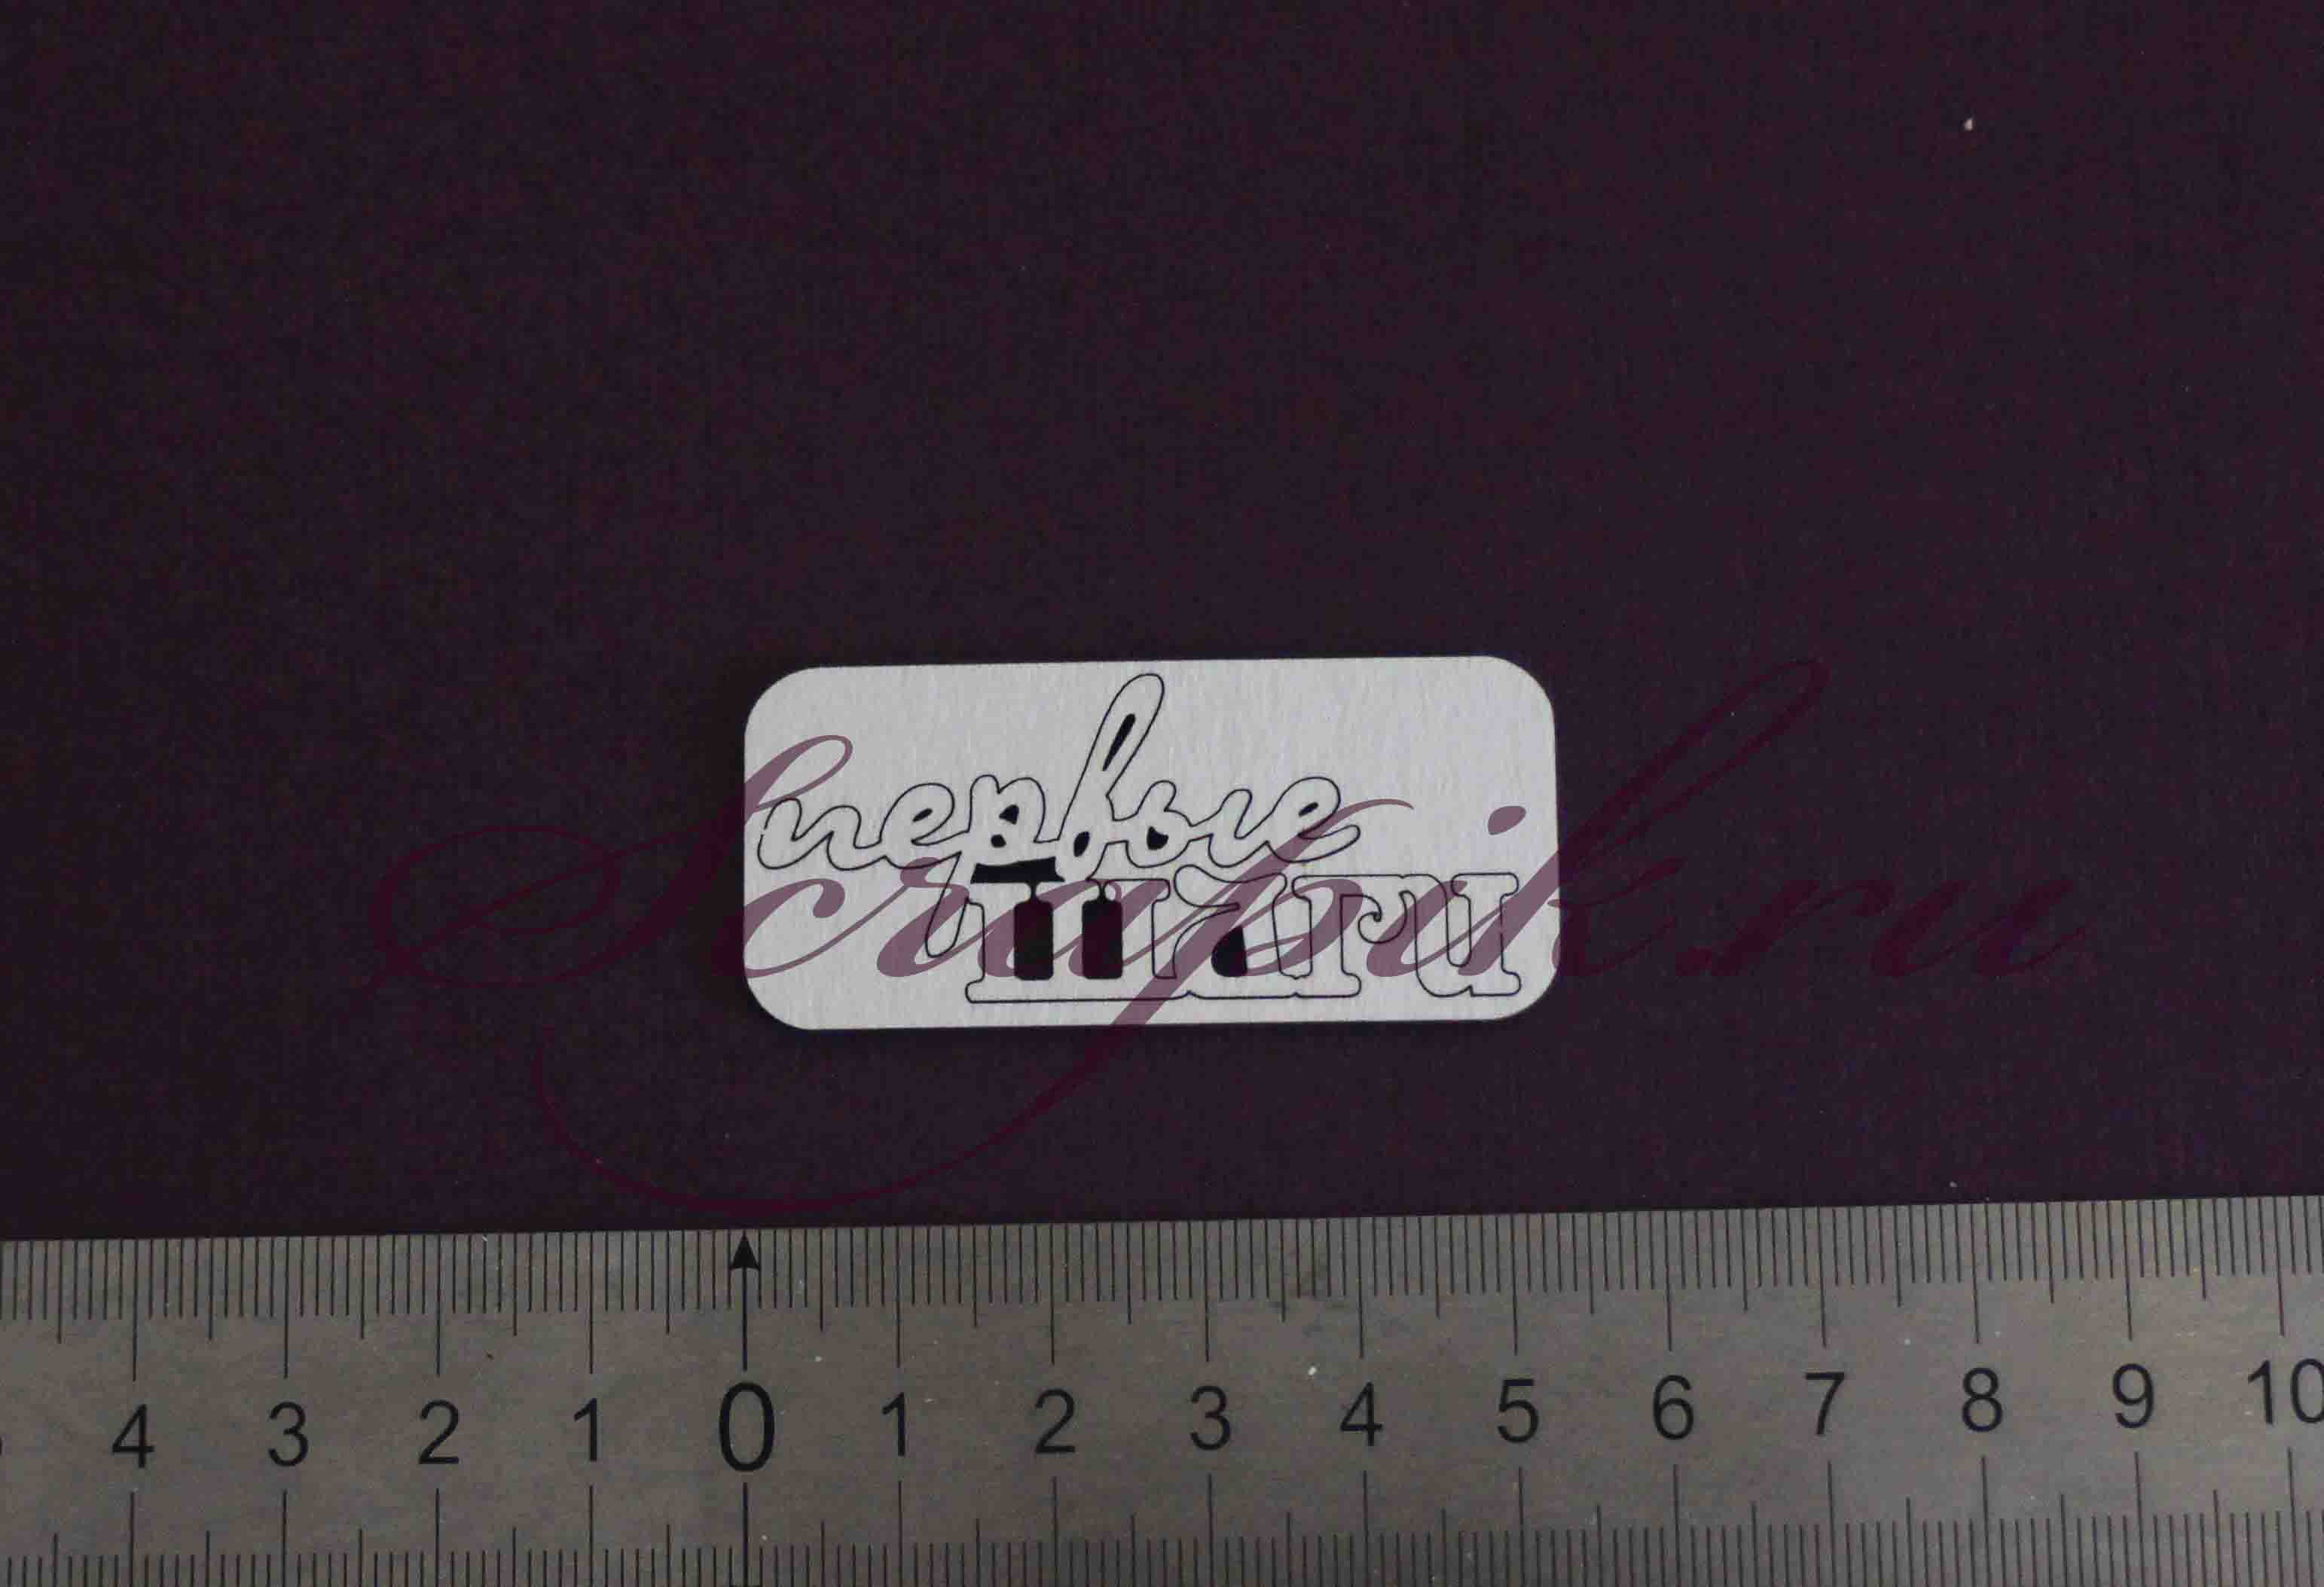 первые
шаги
Scrapik.ru
4 3 2 1 0 1 2 3 4 5 6 7 8 9 10